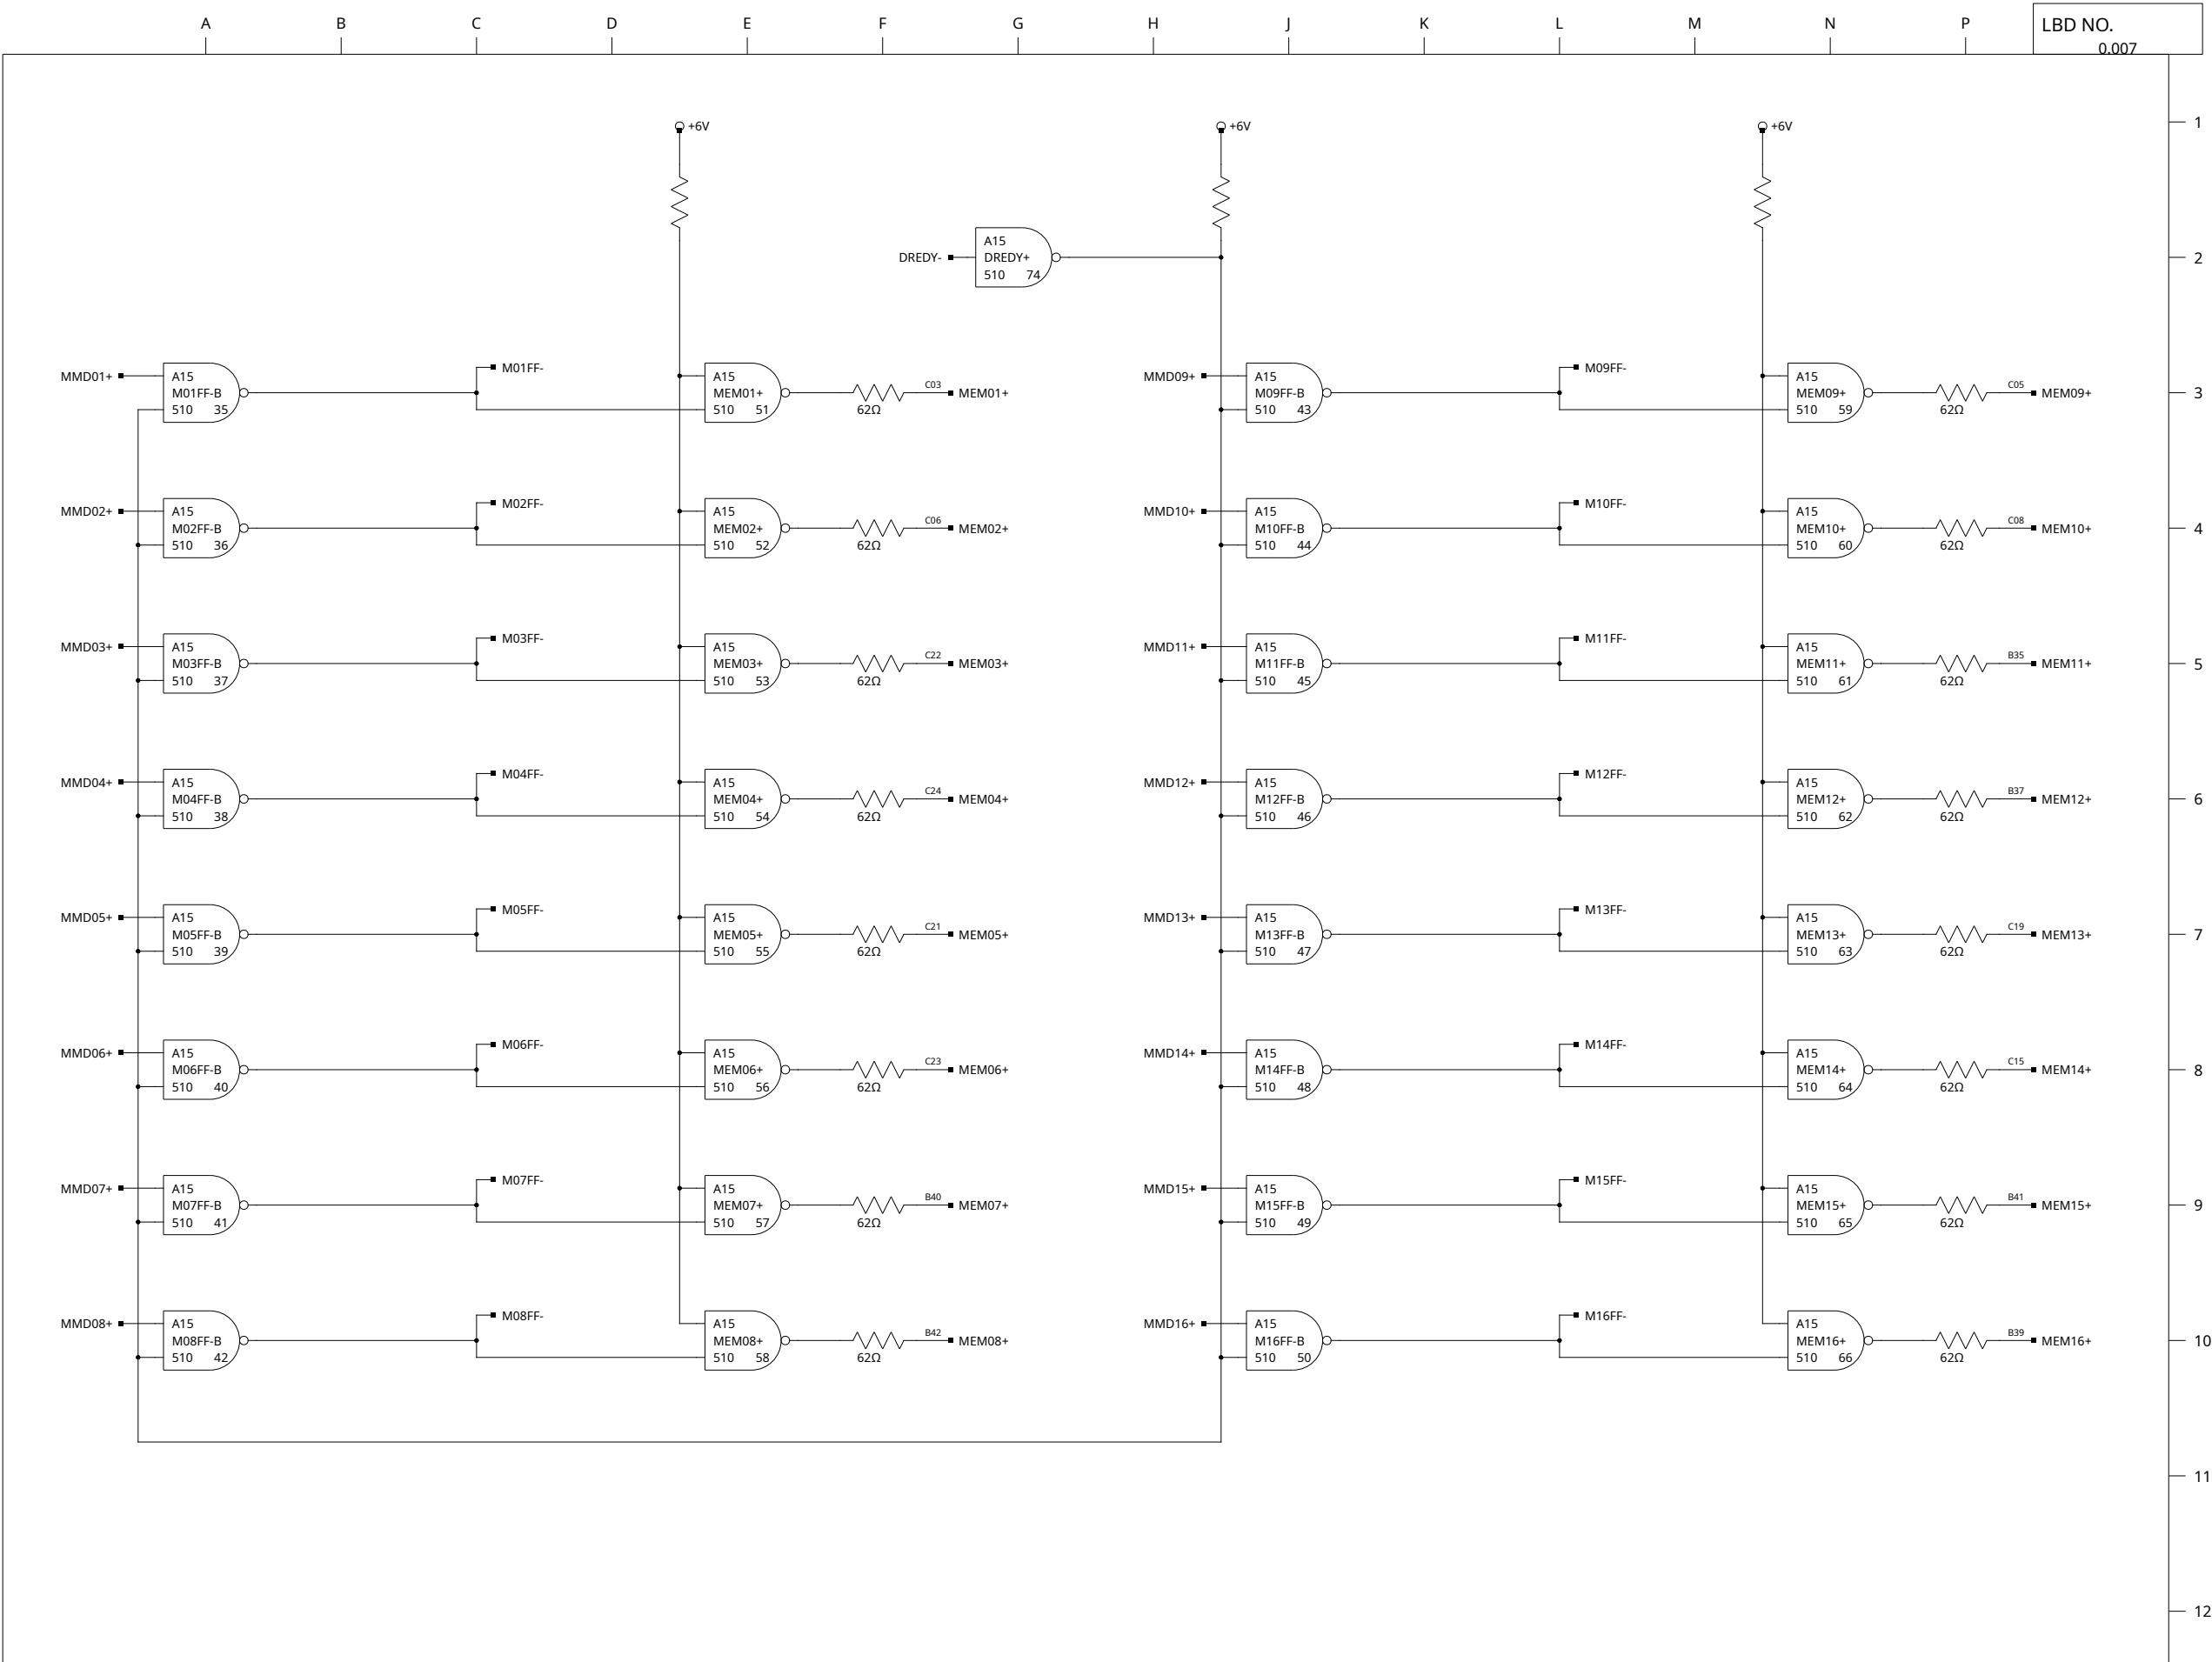 A B C D E F G H J K L M N P
LBD NO.
0.007
+6V +6V +6V
1
A15
DREDY- DREDY+
510 74
2
M01FF- M09FF-
MMD01+ A15 A15 MMD09+ A15 A15
M01FF-B MEM01+ 62Ω C03 MEM01+ M09FF-B MEM09+ 62Ω C05 MEM09+ 3
510 35 510 51 510 43 510 59
M02FF- M10FF-
MMD02+ A15 A15 MMD10+ A15 A15
M02FF-B MEM02+ 62Ω C06 MEM02+ M10FF-B MEM10+ 62Ω C08 MEM10+ 4
510 36 510 52 510 44 510 60
M03FF- M11FF-
MMD03+ A15 A15 MMD11+ A15 A15
M03FF-B MEM03+ 62Ω C22 MEM03+ M11FF-B MEM11+ 62Ω B35 MEM11+ 5
510 37 510 53 510 45 510 61
M04FF- M12FF-
MMD04+ A15 A15 MMD12+ A15 A15
M04FF-B MEM04+ 62Ω C24 MEM04+ M12FF-B MEM12+ 62Ω B37 MEM12+ 6
510 38 510 54 510 46 510 62
M05FF- M13FF-
MMD05+ A15 A15 MMD13+ A15 A15
M05FF-B MEM05+ 62Ω C21 MEM05+ M13FF-B MEM13+ 62Ω C19 MEM13+ 7
510 39 510 55 510 47 510 63
M06FF- M14FF-
MMD06+ A15 A15 MMD14+ A15 A15
M06FF-B MEM06+ 62Ω C23 MEM06+ M14FF-B MEM14+ 62Ω C15 MEM14+ 8
510 40 510 56 510 48 510 64
M07FF- M15FF-
MMD07+ A15 A15 MMD15+ A15 A15
M07FF-B MEM07+ 62Ω B40 MEM07+ M15FF-B MEM15+ 62Ω B41 MEM15+ 9
510 41 510 57 510 49 510 65
M08FF- M16FF-
MMD08+ A15 A15 MMD16+ A15 A15
M08FF-B MEM08+ 62Ω B42 MEM08+ M16FF-B MEM16+ 62Ω B39 MEM16+ 10
510 42 510 58 510 50 510 66
11
12